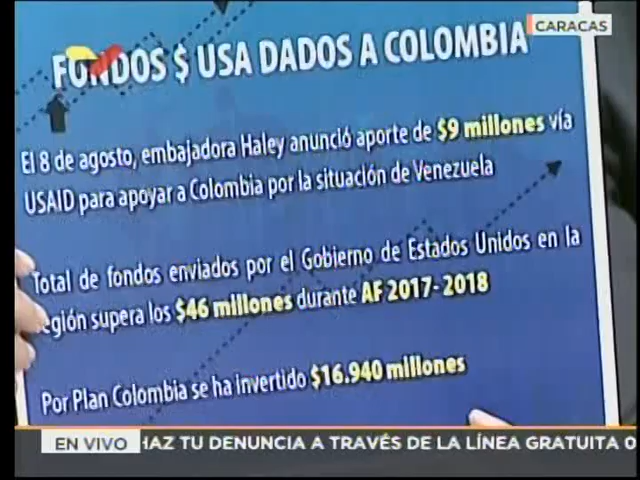 CARACAS
FONDOS $ USA DADOS A COLOMBIA
El 8 de agosto, embajadora Haley anunció aporte de $9 millones vía
USAID para apoyar a Colombia por la situación de Venezuela
Total de fondos enviados por el Gobierno de Estados Unidos en la
región supera los $46 millones durante AF 2017-2018
Por Plan Colombia se ha invertido $16.940 millones
EN VIVO HAZ TU DENUNCIA A TRAVÉS DE LA LÍNEA GRATUITA 0